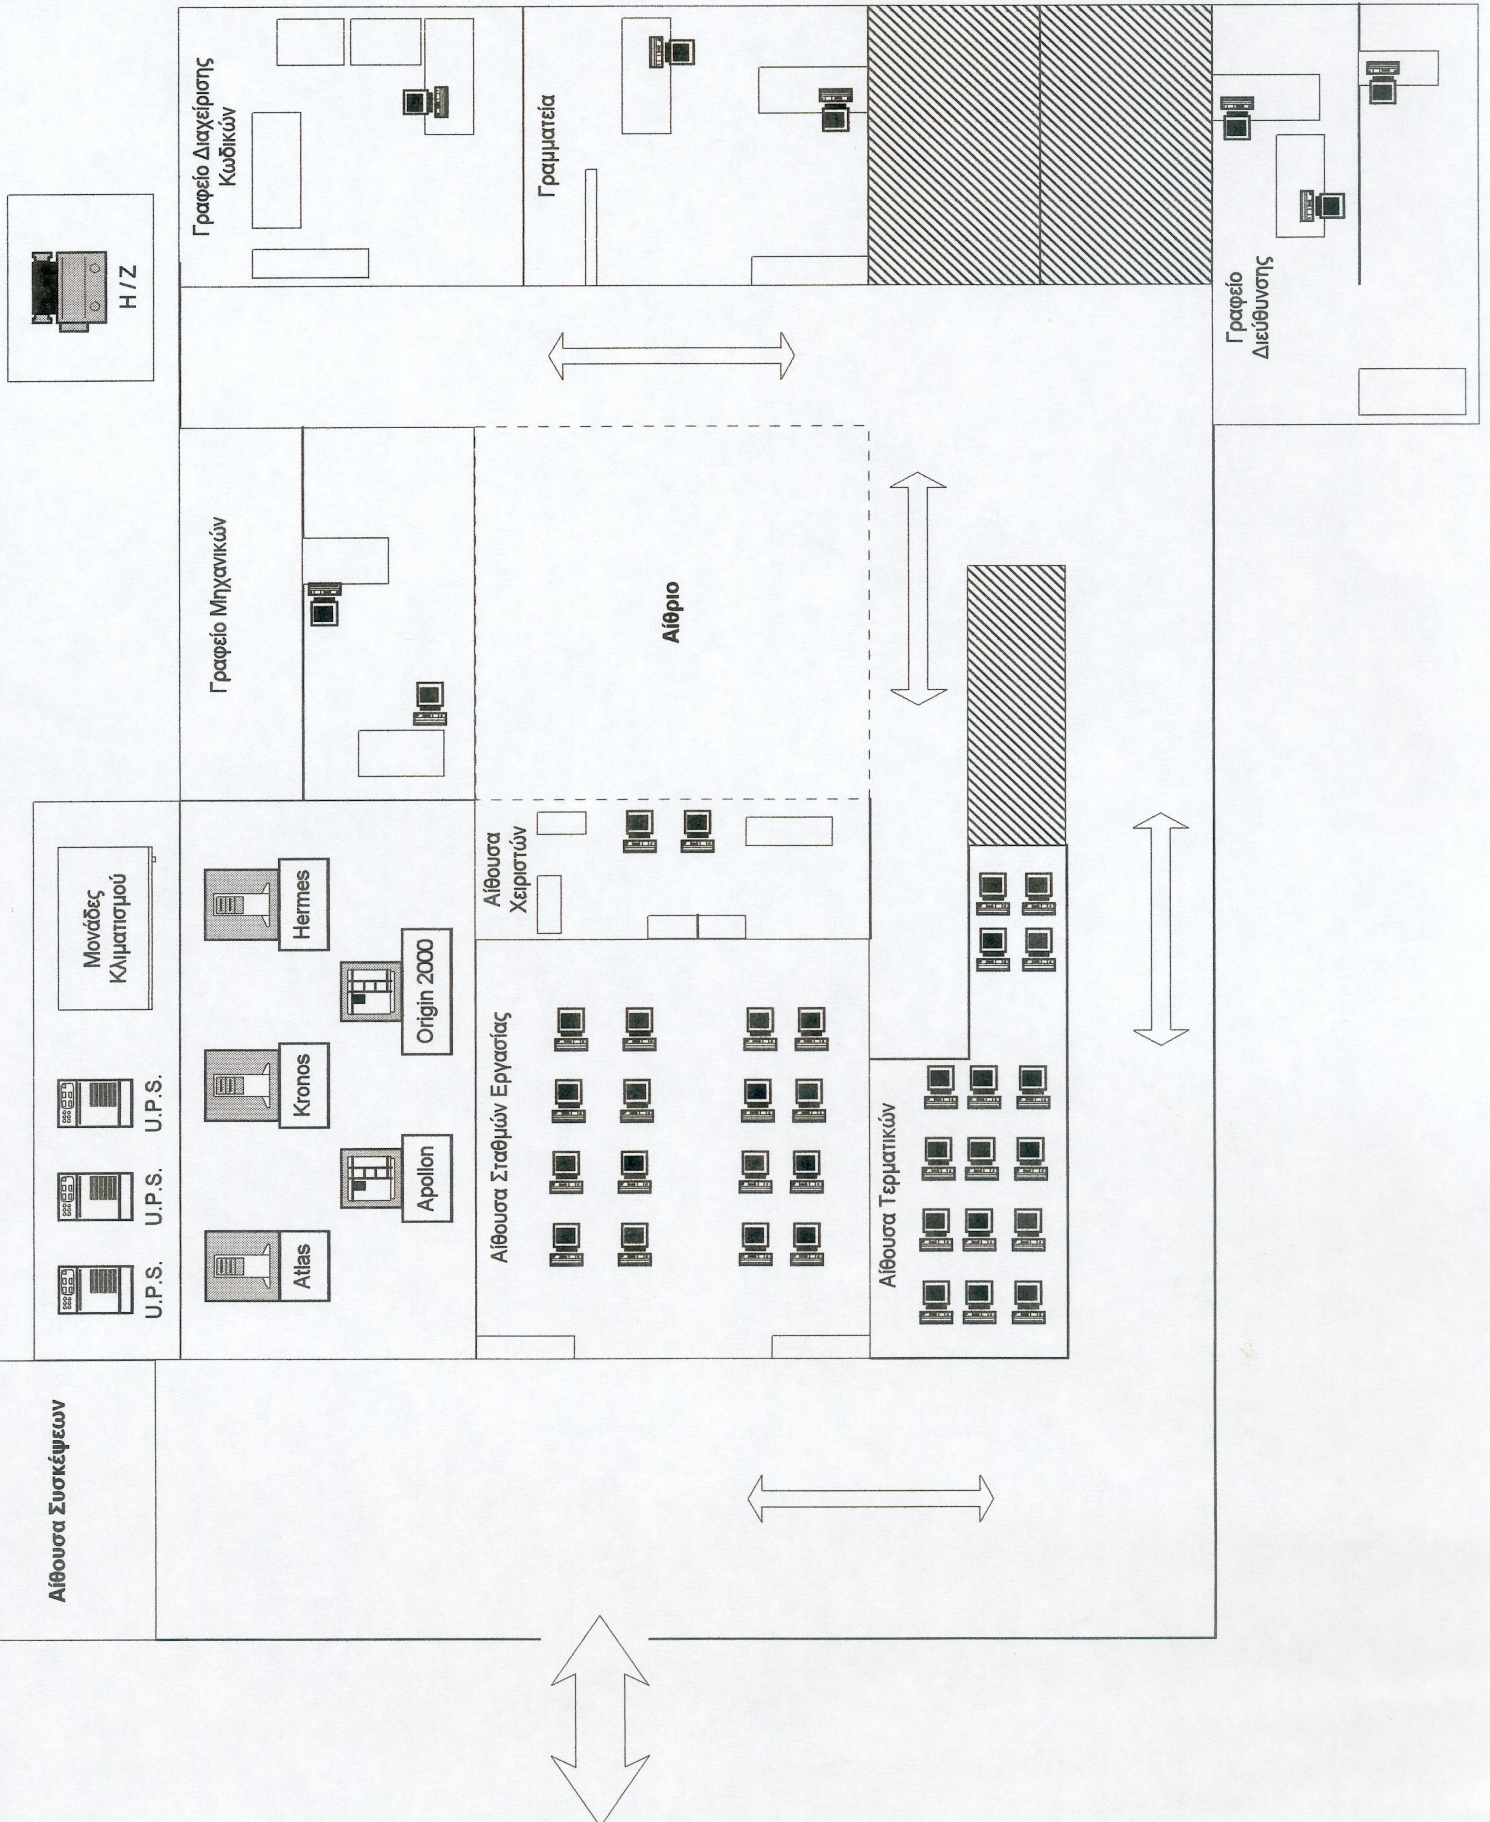 Αίθουσα Συσκέψεων
U.P.S.
U.P.S.
U.P.S.
Μονάδες
Κλιματισμού
H / Z
Atlas
Kronos
Hermes
Apollon
Origin 2000
Γραφείο Μηχανικών
Γραφείο Διαχείρισης
Κωδικών
Αίθουσα Σταθμών Εργασίας
Αίθουσα
Χειριστών
Αίθριο
Γραμματεία
Αίθουσα Τερματικών
Γραφείο
Διεύθυνσης